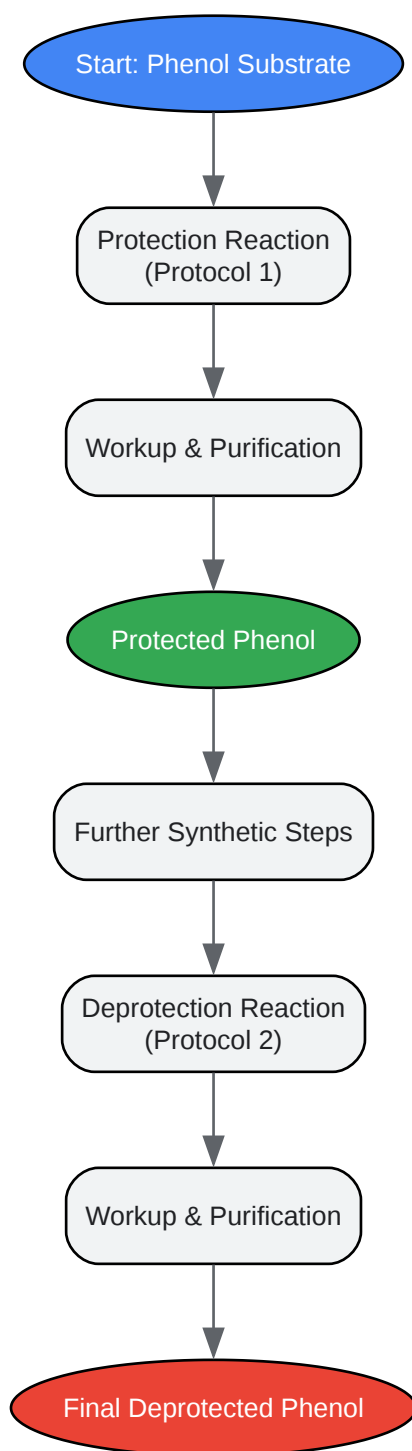 Start: Phenol Substrate
Protection Reaction
(Protocol 1)
Workup & Purification
Protected Phenol
Further Synthetic Steps
Deprotection Reaction
(Protocol 2)
Workup & Purification
Final Deprotected Phenol